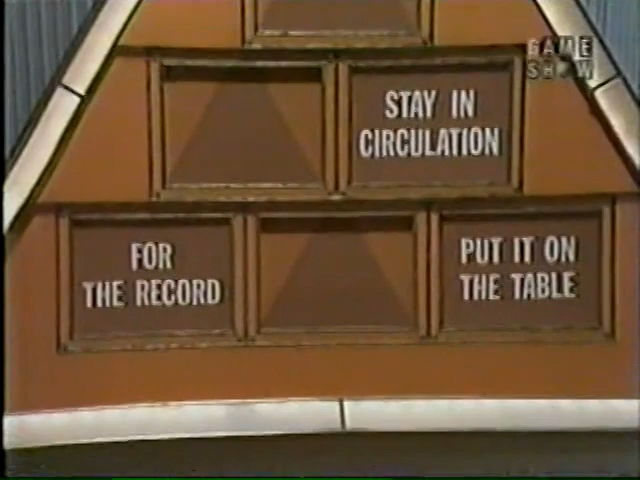 GAME
SHOW
STAY IN
CIRCULATION
FOR
THE RECORD
PUT IT ON
THE TABLE